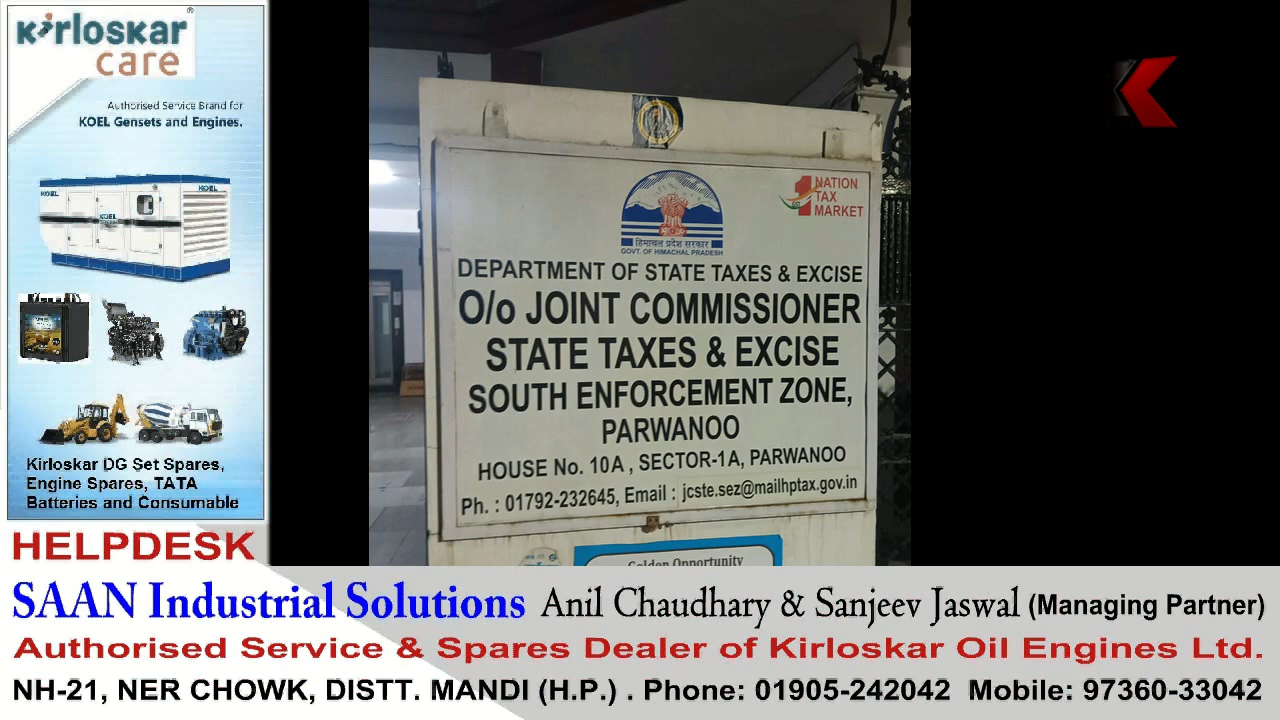 Kirloskar
care
Authorised Service Brand for
KOEL Gensets and Engines.
KOEL
KOEL
KOEL
Kirloskar DG Set Spares,
Engine Spares, TATA
Batteries and Consumable
हिमाचल प्रदेश सरकार
GOVT. OF HIMACHAL PRADESH
1 NATION
TAX
MARKET
DEPARTMENT OF STATE TAXES & EXCISE
O/o JOINT COMMISSIONER
STATE TAXES & EXCISE
SOUTH ENFORCEMENT ZONE,
PARWANOO
HOUSE No. 10A , SECTOR-1A, PARWANOO
Ph. : 01792-232645, Email : jcste.sez@mailhptax.gov.in
Golden Opportunity
HELPDESK
SAAN Industrial Solutions Anil Chaudhary & Sanjeev Jaswal (Managing Partner)
Authorised Service & Spares Dealer of Kirloskar Oil Engines Ltd.
NH-21, NER CHOWK, DISTT. MANDI (H.P.) . Phone: 01905-242042 Mobile: 97360-33042